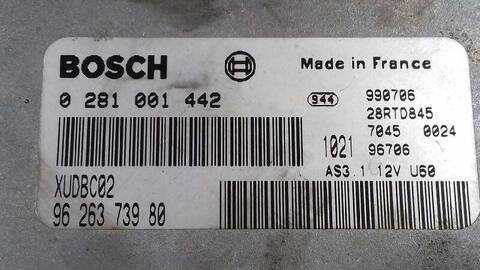 BOSCH
Made in France
0 281 001 442
944
990706
28RTD845
7045 0024
1021 96706
AS3.1 12V U60
XUDBC02
96 263 739 80